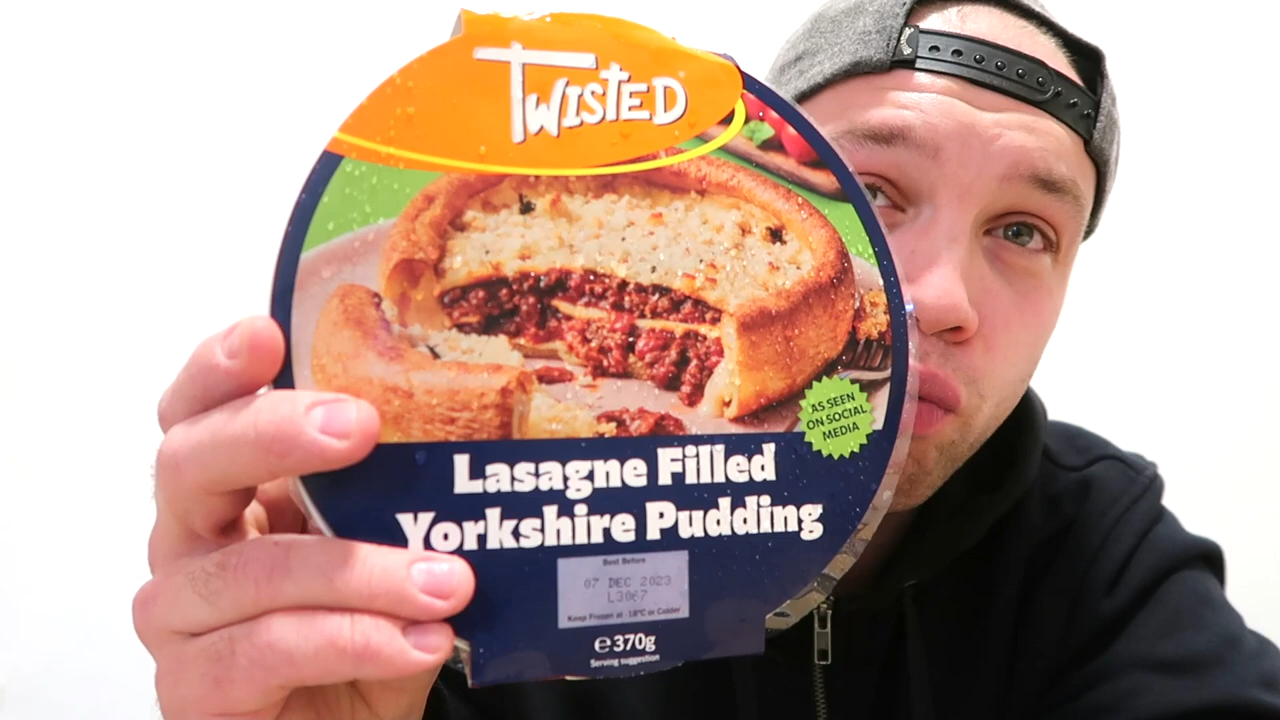 TWISTED
AS SEEN
ON SOCIAL
MEDIA
Lasagne Filled
Yorkshire Pudding
Best Before
07 DEC 2023
L3067
Keep Frozen at -18°C or Colder
℮370g
Serving suggestion